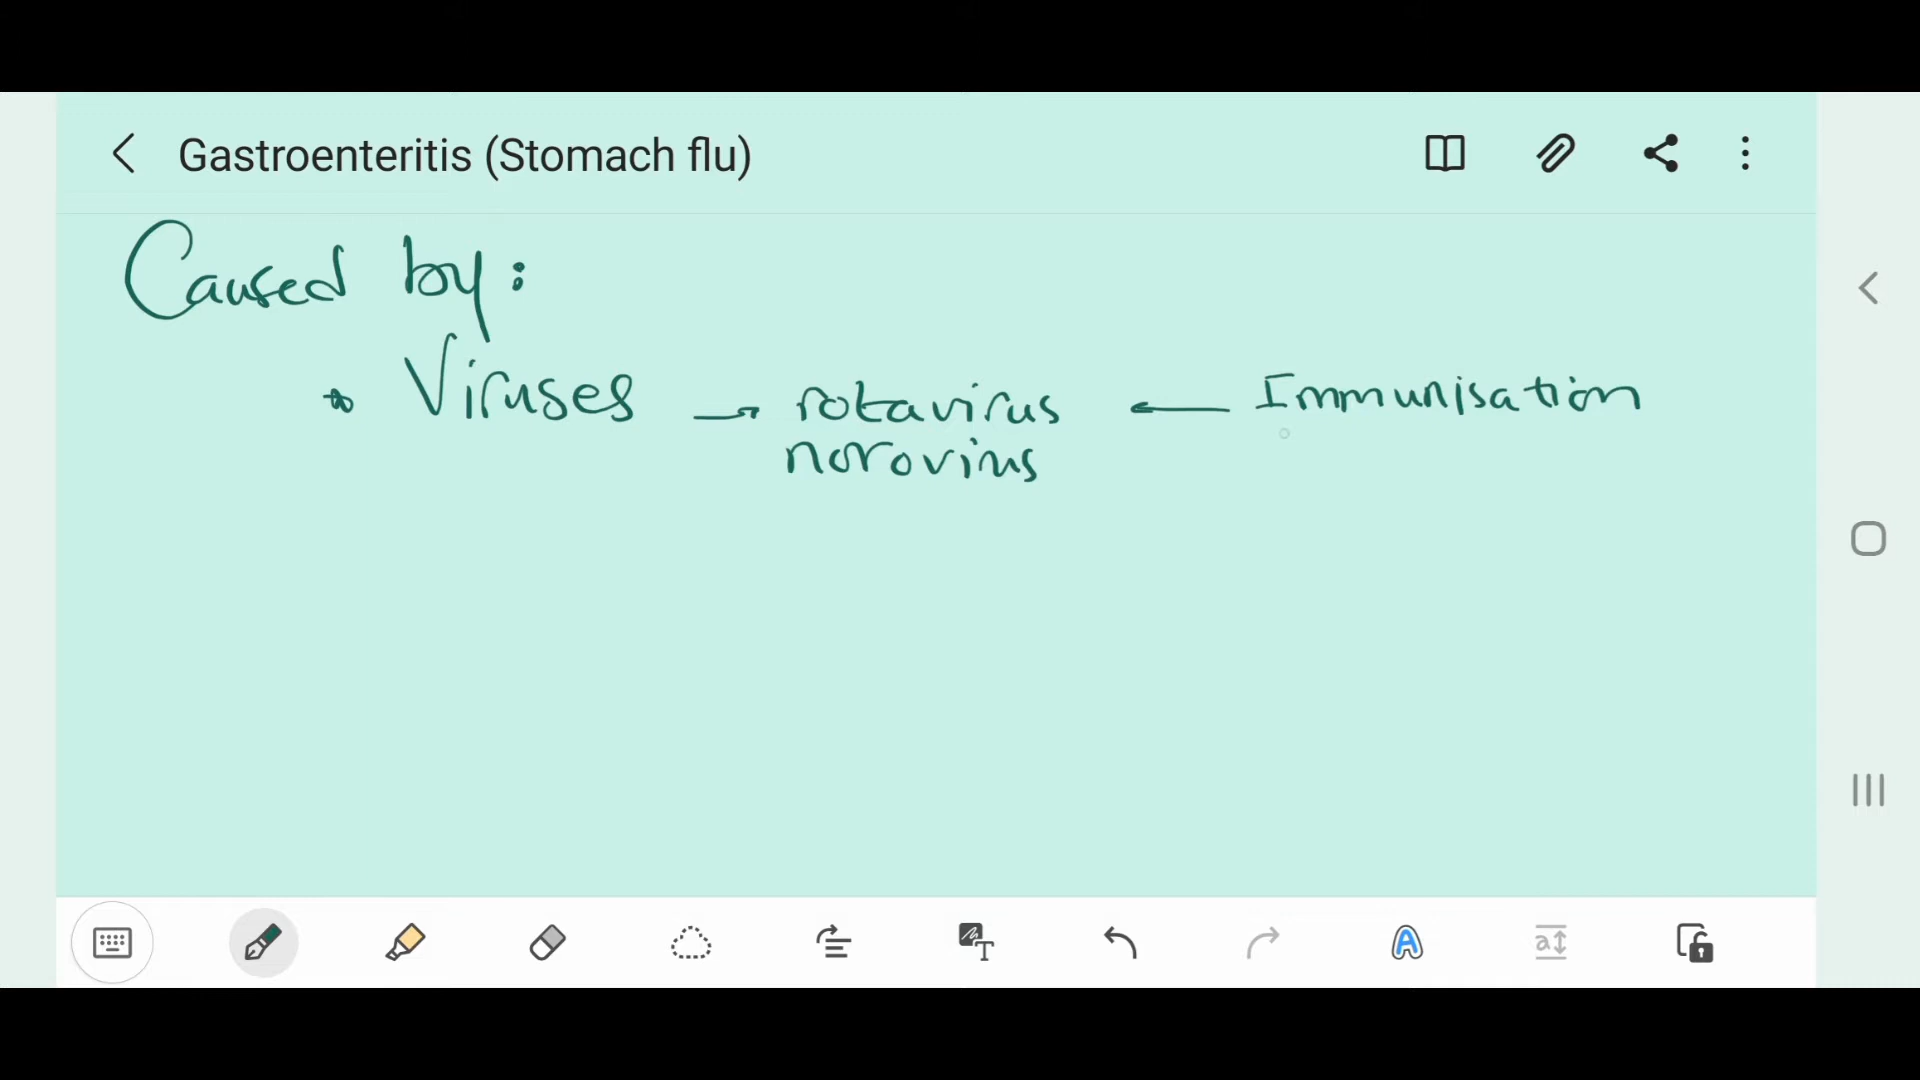 Gastroenteritis (Stomach flu)
Caused by:
Viruses → rotavirus ← Immunisation
norovirus